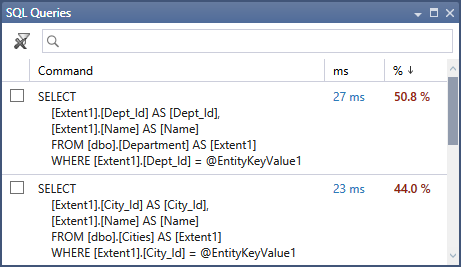 SQL Queries
Command ms % ↓
SELECT 27 ms 50.8 %
[Extent1].[Dept_Id] AS [Dept_Id],
[Extent1].[Name] AS [Name]
FROM [dbo].[Department] AS [Extent1]
WHERE [Extent1].[Dept_Id] = @EntityKeyValue1
SELECT 23 ms 44.0 %
[Extent1].[City_Id] AS [City_Id],
[Extent1].[Name] AS [Name]
FROM [dbo].[Cities] AS [Extent1]
WHERE [Extent1].[City_Id] = @EntityKeyValue1